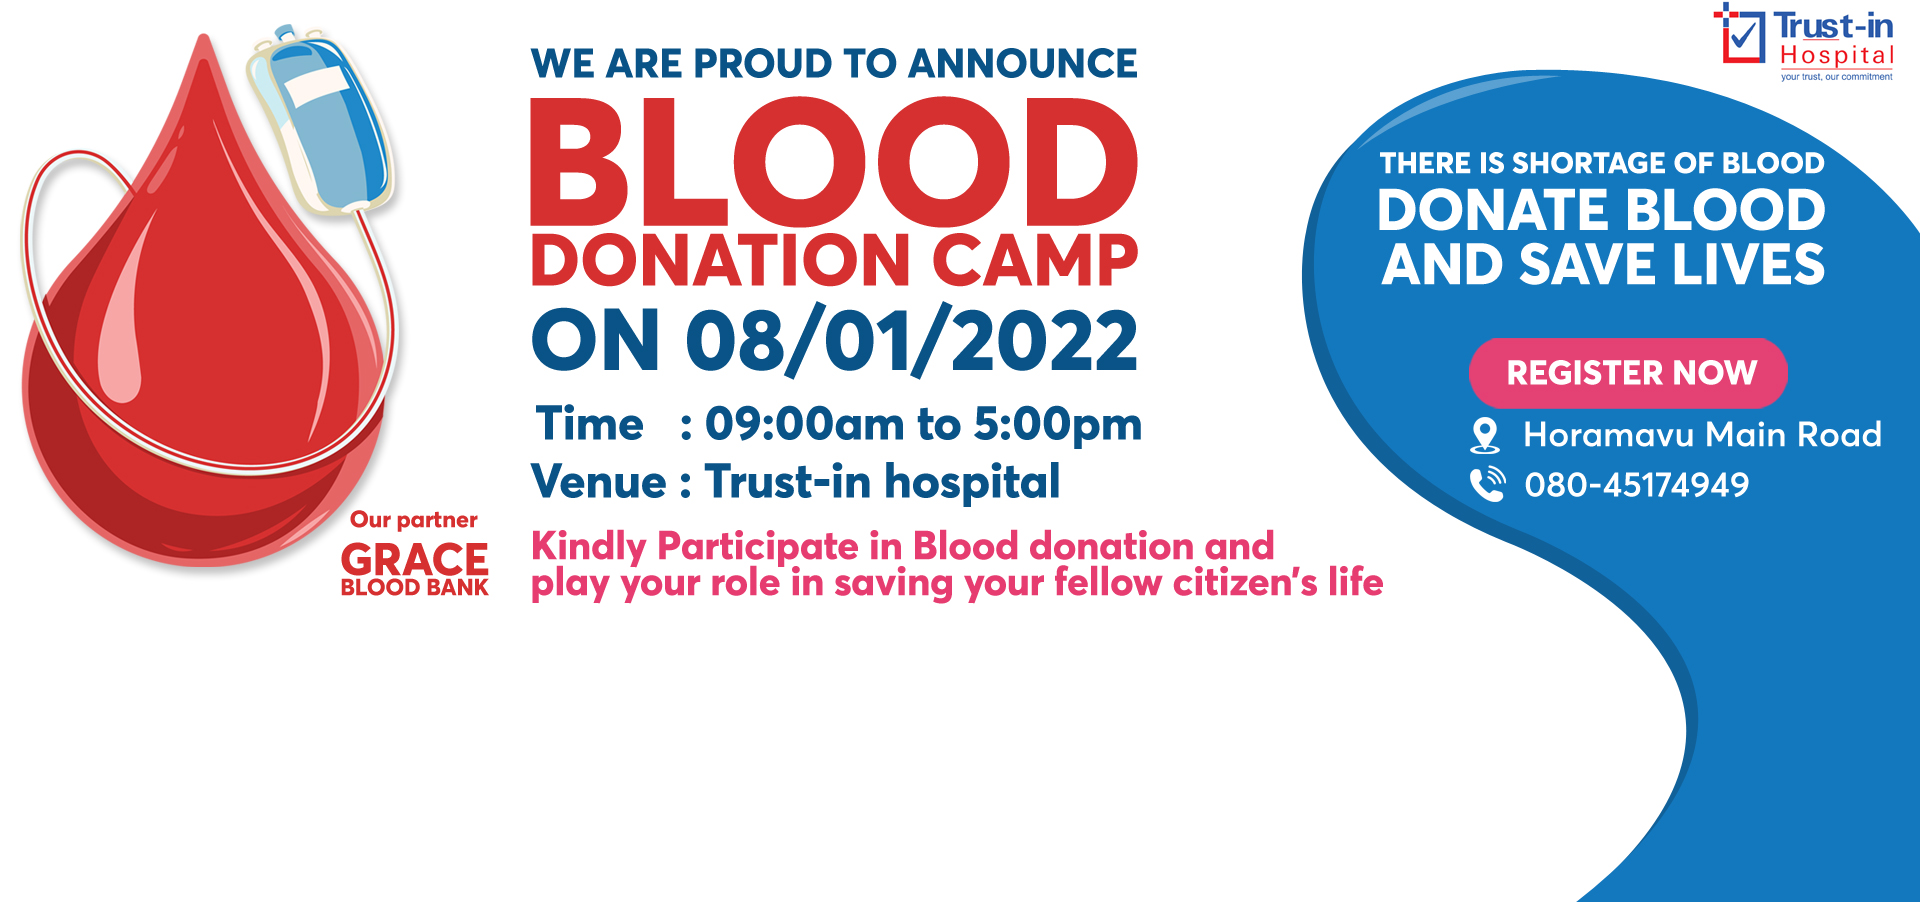 WE ARE PROUD TO ANNOUNCE
BLOOD
DONATION CAMP
ON 08/01/2022
Time : 09:00am to 5:00pm
Venue : Trust-in hospital
Kindly Participate in Blood donation and
play your role in saving your fellow citizen's life
Our partner
GRACE
BLOOD BANK
Trust-in
Hospital
your trust, our commitment
THERE IS SHORTAGE OF BLOOD
DONATE BLOOD
AND SAVE LIVES
REGISTER NOW
Horamavu Main Road
080-45174949